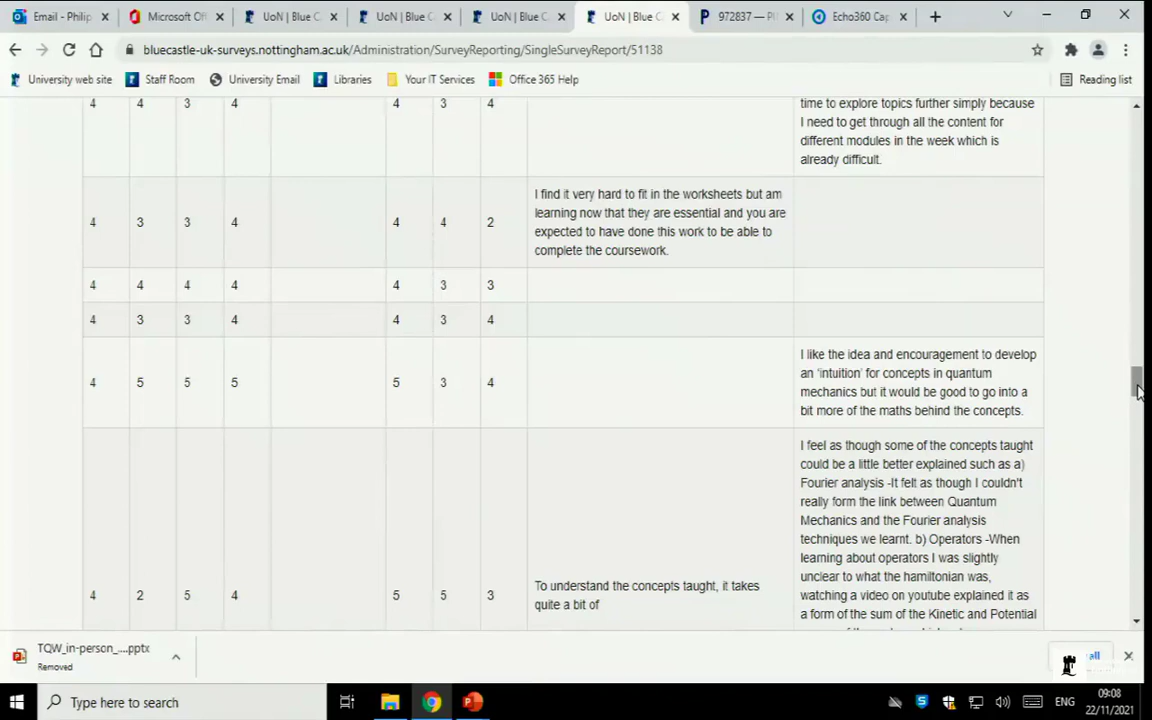 Email - Philip
Microsoft Of
UoN | Blue C
UoN | Blue C
UoN | Blue C
UoN | Blue C
972837 — P
Echo360 Cap
bluecastle-uk-surveys.nottingham.ac.uk/Administration/SurveyReporting/SingleSurveyReport/51138
University web site
Staff Room
University Email
Libraries
Your IT Services
Office 365 Help
Reading list
4 4 3 4 4 3 4
time to explore topics further simply because
I need to get through all the content for
different modules in the week which is
already difficult.
4 3 3 4 4 4 2
I find it very hard to fit in the worksheets but am
learning now that they are essential and you are
expected to have done this work to be able to
complete the coursework.
4 4 4 4 4 3 3
4 3 3 4 4 3 4
4 5 5 5 5 3 4
I like the idea and encouragement to develop
an 'intuition' for concepts in quantum
mechanics but it would be good to go into a
bit more of the maths behind the concepts.
4 2 5 4 5 5 3
To understand the concepts taught, it takes
quite a bit of
I feel as though some of the concepts taught
could be a little better explained such as a)
Fourier analysis -It felt as though I couldn't
really form the link between Quantum
Mechanics and the Fourier analysis
techniques we learnt. b) Operators -When
learning about operators I was slightly
unclear to what the hamiltonian was,
watching a video on youtube explained it as
a form of the sum of the Kinetic and Potential
TQW_in-person_....pptx
Removed
all
Type here to search
ENG
09:08
22/11/2021